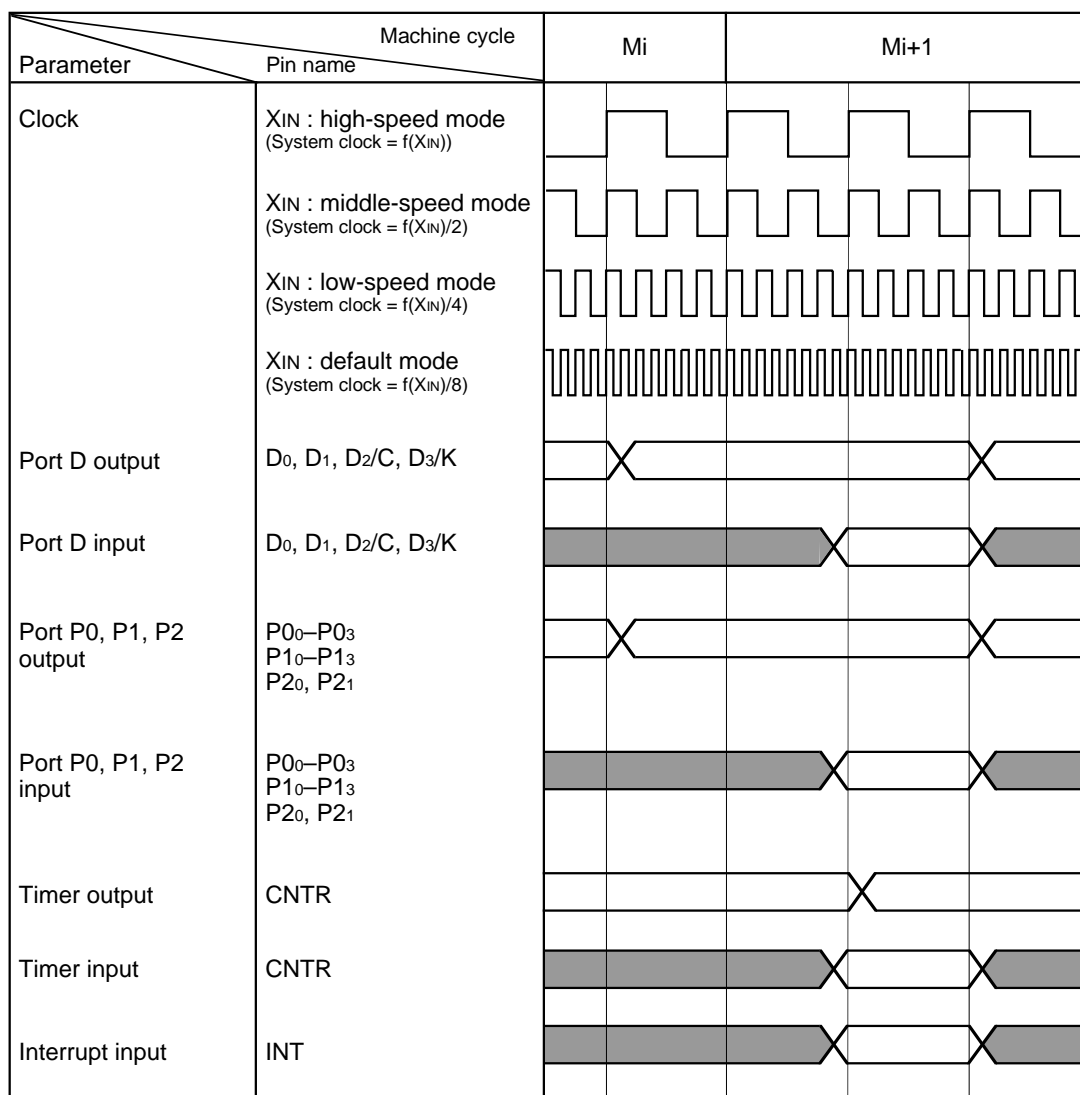 Machine cycle
Parameter
Pin name
Mi
Mi+1
Clock
XIN : high-speed mode
(System clock = f(XIN))
XIN : middle-speed mode
(System clock = f(XIN)/2)
XIN : low-speed mode
(System clock = f(XIN)/4)
XIN : default mode
(System clock = f(XIN)/8)
Port D output
D0, D1, D2/C, D3/K
Port D input
D0, D1, D2/C, D3/K
Port P0, P1, P2
output
P00–P03
P10–P13
P20, P21
Port P0, P1, P2
input
P00–P03
P10–P13
P20, P21
Timer output
CNTR
Timer input
CNTR
Interrupt input
INT